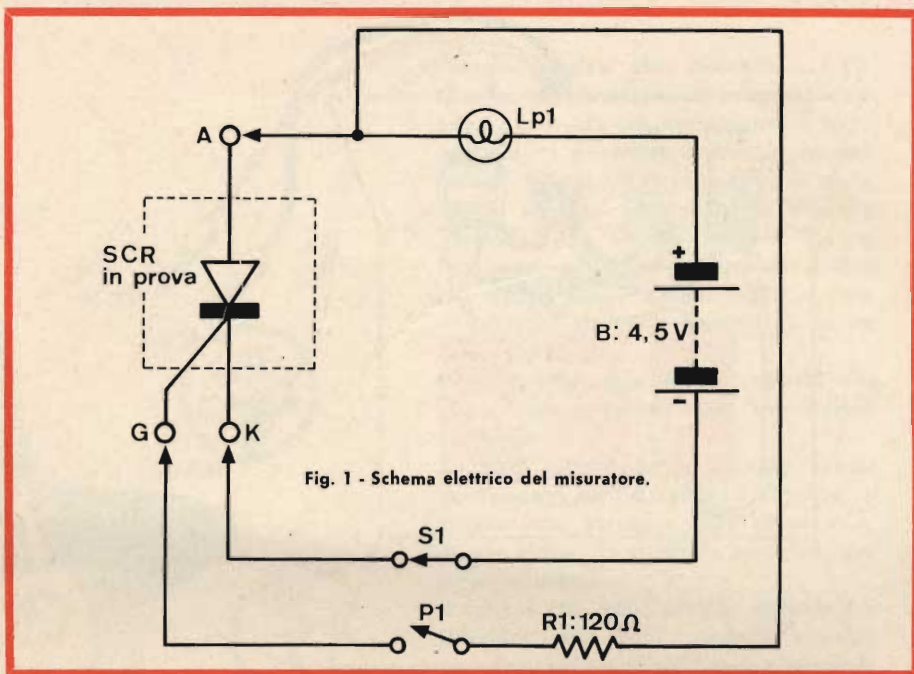 Lp1
A
SCR
in prova
+
B: 4,5V
-
G
K
Fig. 1 - Schema elettrico del misuratore.
S1
P1
R1:120Ω